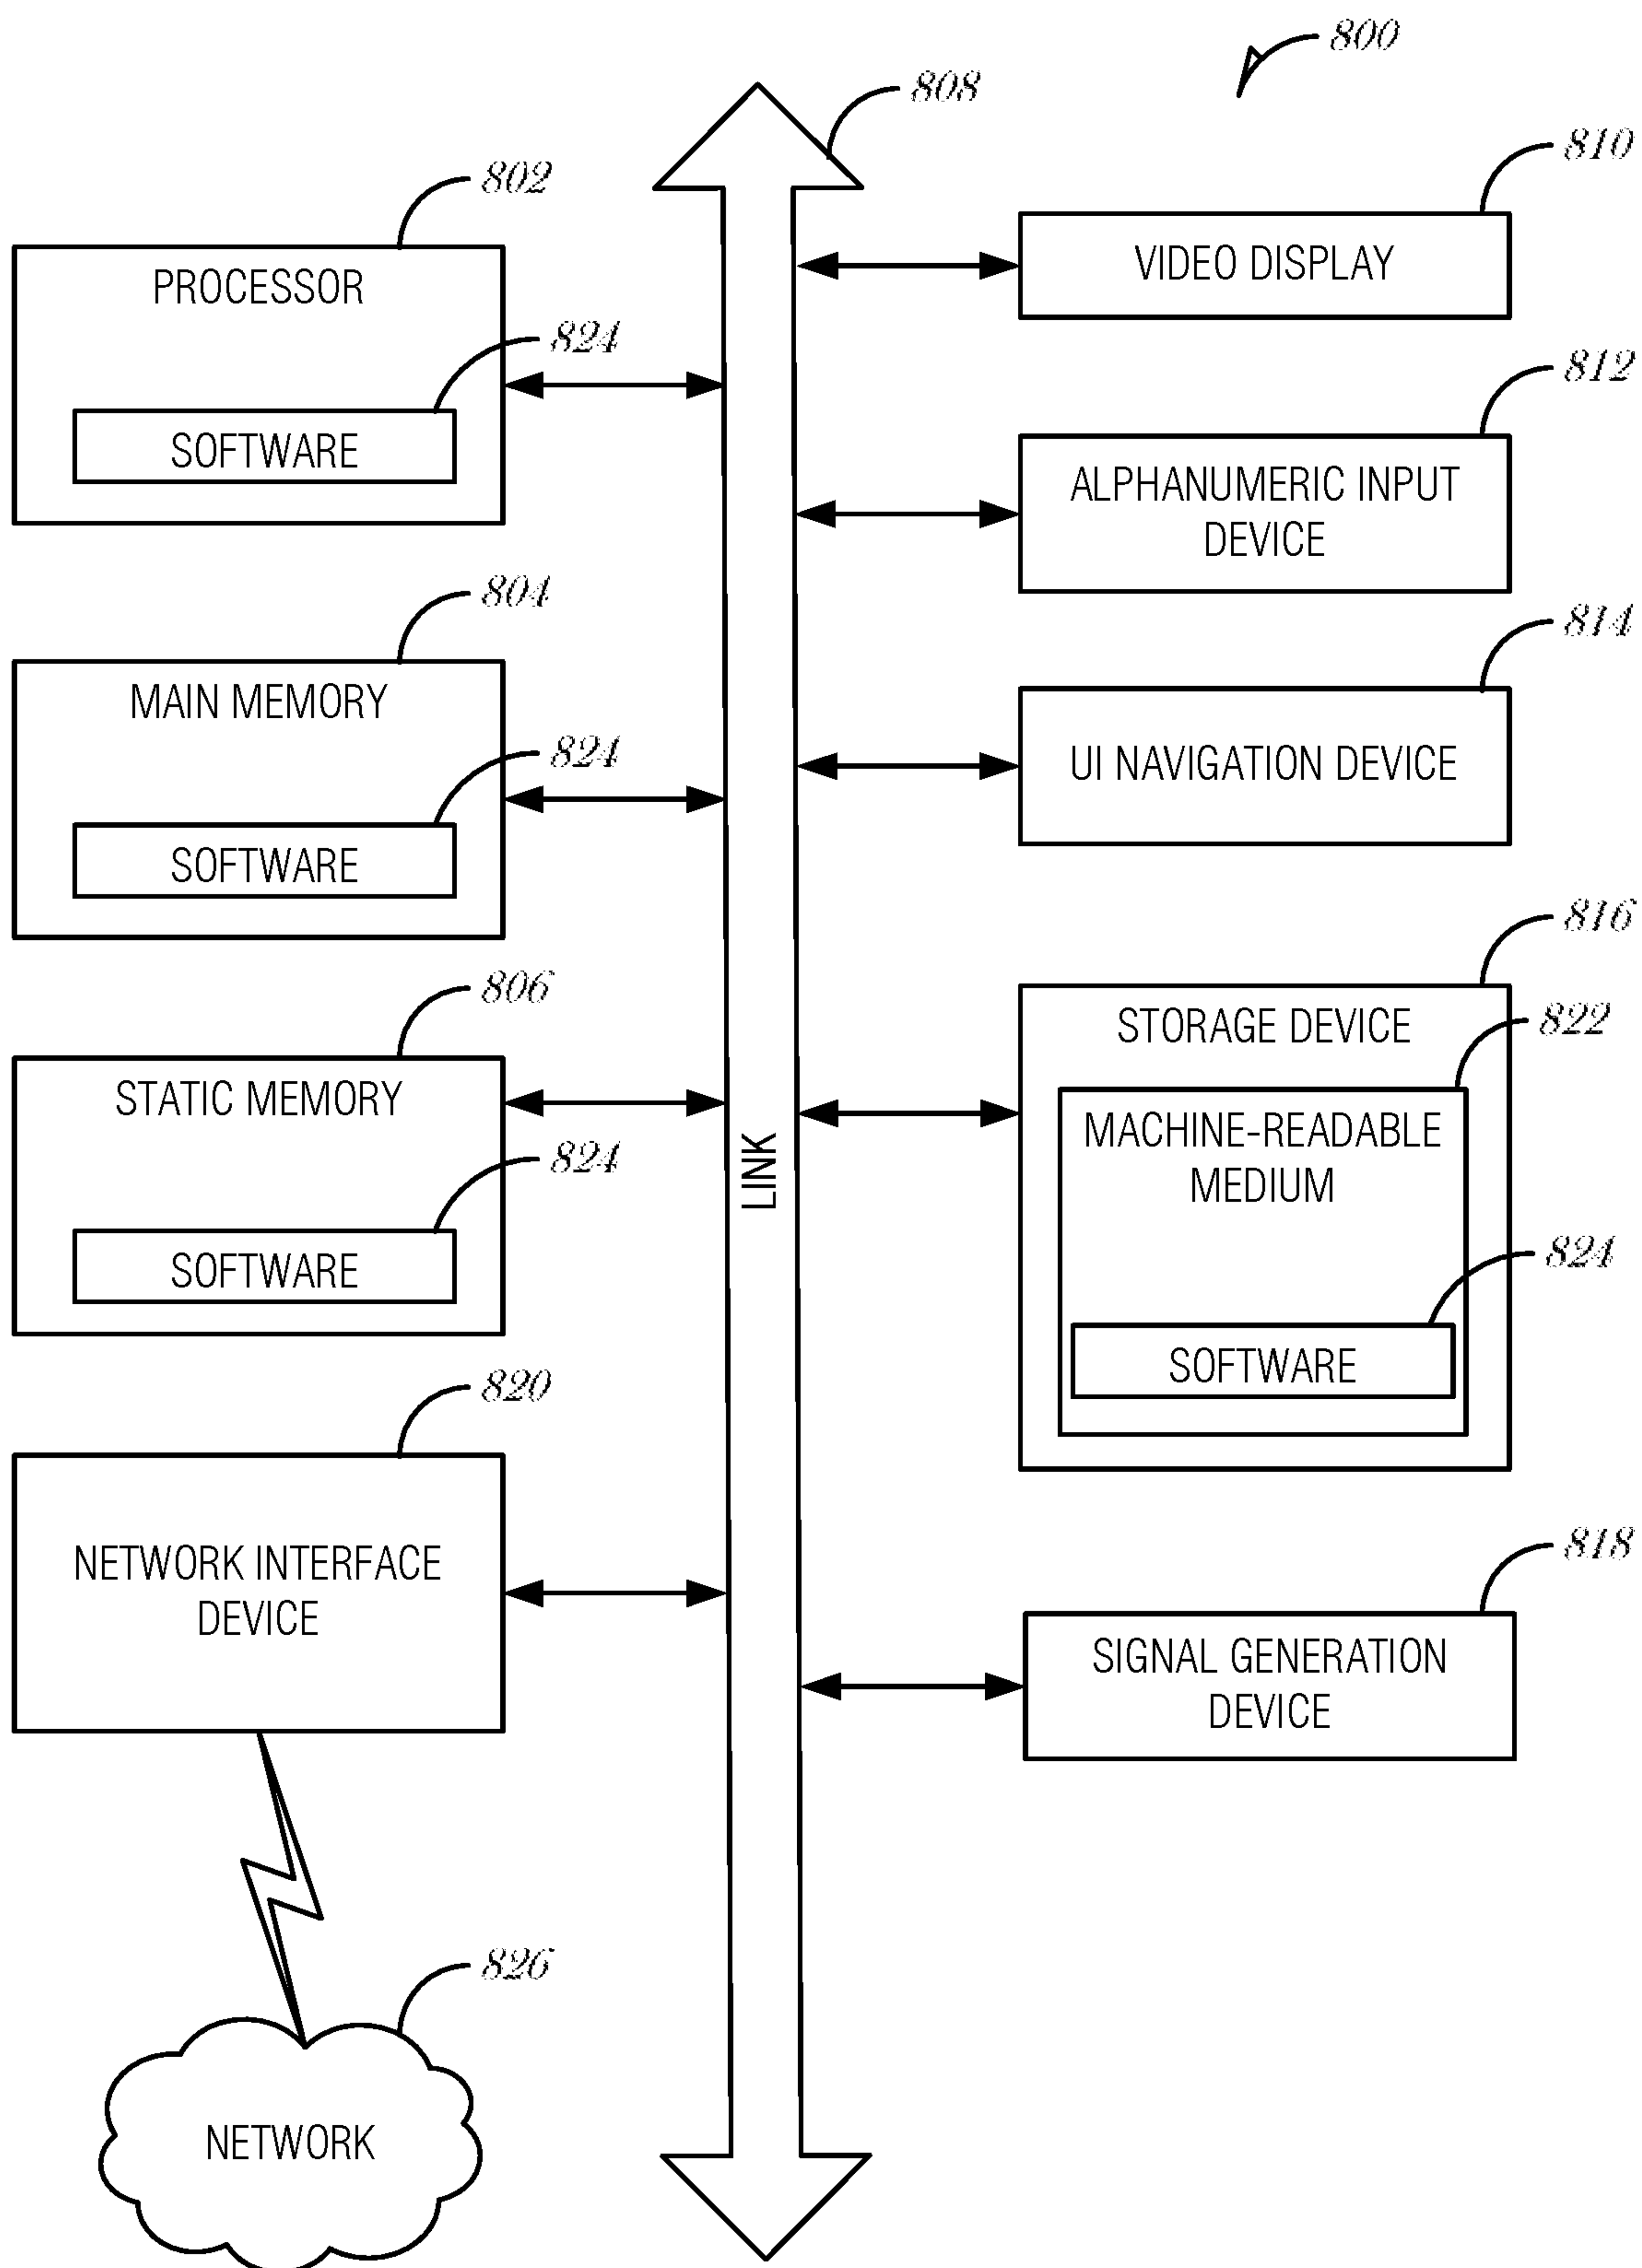 800
808
802
PROCESSOR
824
SOFTWARE
804
MAIN MEMORY
824
SOFTWARE
806
STATIC MEMORY
824
SOFTWARE
820
NETWORK INTERFACE
DEVICE
826
NETWORK
LINK
810
VIDEO DISPLAY
812
ALPHANUMERIC INPUT
DEVICE
814
UI NAVIGATION DEVICE
816
STORAGE DEVICE
822
MACHINE-READABLE
MEDIUM
824
SOFTWARE
818
SIGNAL GENERATION
DEVICE